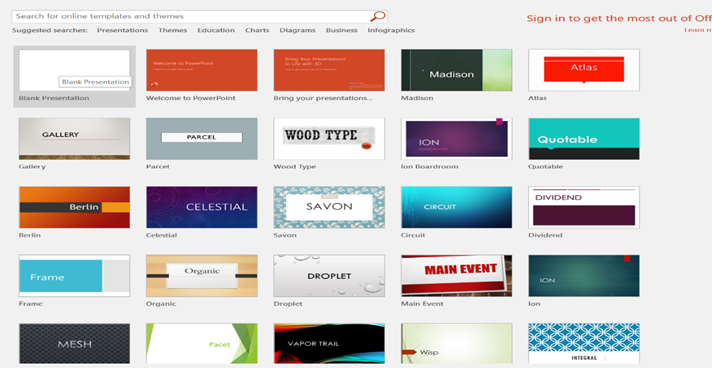 Search for online templates and themes
Sign in to get the most out of Off
Suggested searches: Presentations Themes Education Charts Diagrams Business Infographics
Learn m
Blank Presentation
Welcome to PowerPoint
Bring Your Presentations
to Life with 3D
Madison
Atlas
Blank Presentation
Welcome to PowerPoint
Bring your presentations...
Madison
Atlas
GALLERY
PARCEL
WOOD TYPE
ION
Quotable
Gallery
Parcel
Wood Type
Ion Boardroom
Quotable
Berlin
CELESTIAL
SAVON
CIRCUIT
DIVIDEND
Berlin
Celestial
Savon
Circuit
Dividend
Frame
Organic
DROPLET
MAIN EVENT
ION
Frame
Organic
Droplet
Main Event
Ion
MESH
Facet
VAPOR TRAIL
Wisp
INTEGRAL